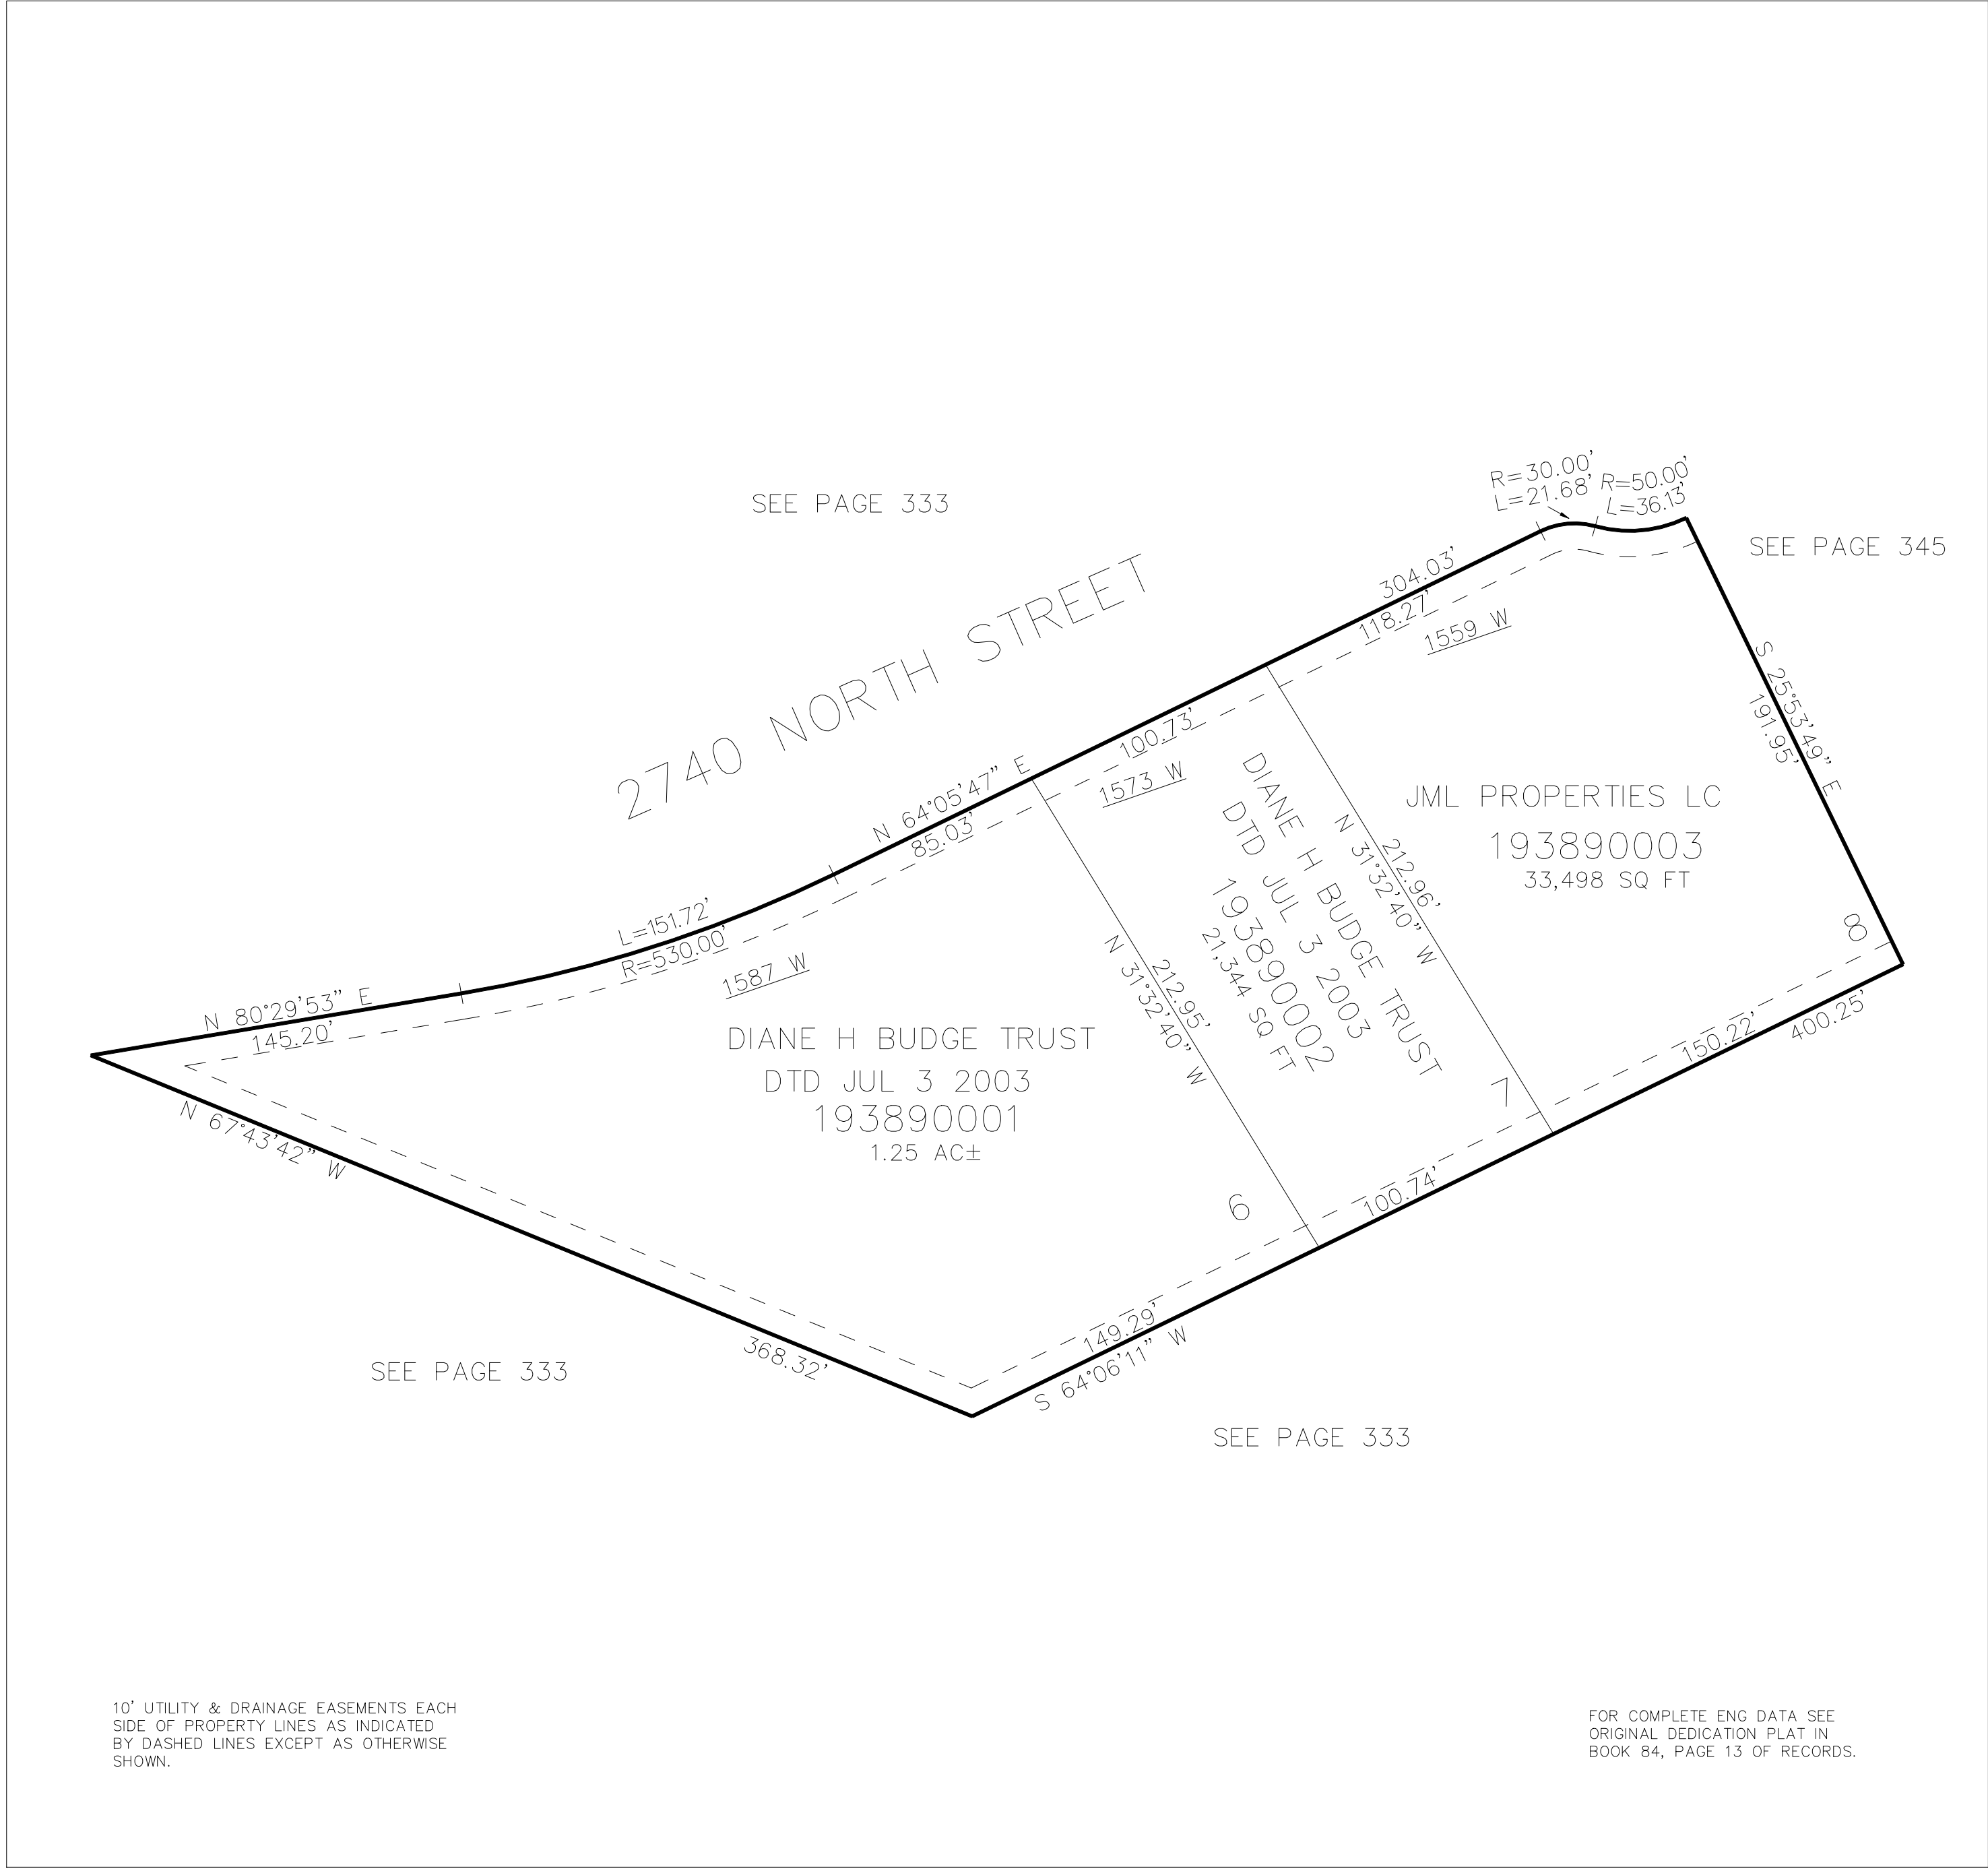 SEE PAGE 333
R=30.00'
L=21.68'
R=50.00'
L=36.13'
SEE PAGE 345
2740 NORTH STREET
304.03'
118.27'
1559 W
S 25°53'49" E
191.95'
100.73'
1573 W
N 64°05'47" E
85.03'
JML PROPERTIES LC
193890003
33,498 SQ FT
8
212.96'
N 31°32'40" W
DIANE H BUDGE TRUST
DTD JUL 3 2003
193890002
21,344 SQ FT
7
212.95'
N 31°32'40" W
L=151.72'
R=530.00'
1587 W
N 80°29'53" E
145.20'
DIANE H BUDGE TRUST
DTD JUL 3 2003
193890001
1.25 AC±
6
N 67°43'42" W
368.32'
150.22'
400.25'
100.74'
149.29'
S 64°06'11" W
SEE PAGE 333
SEE PAGE 333
10' UTILITY & DRAINAGE EASEMENTS EACH
SIDE OF PROPERTY LINES AS INDICATED
BY DASHED LINES EXCEPT AS OTHERWISE
SHOWN.
FOR COMPLETE ENG DATA SEE
ORIGINAL DEDICATION PLAT IN
BOOK 84, PAGE 13 OF RECORDS.